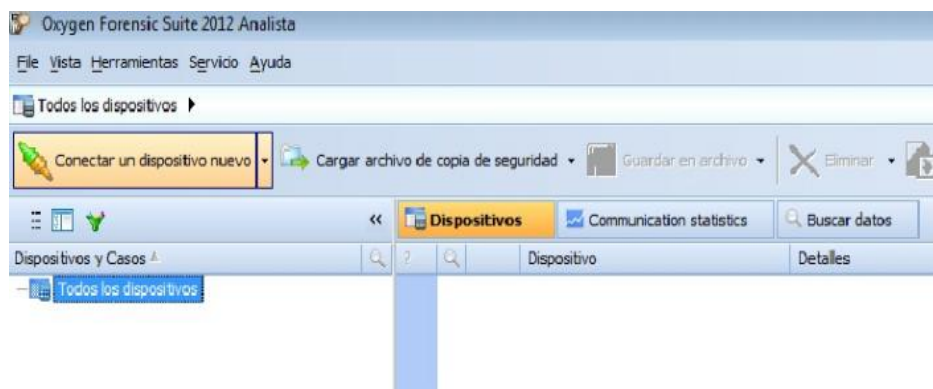 Oxygen Forensic Suite 2012 Analista
File Vista Herramientas Servicio Ayuda
Todos los dispositivos
Conectar un dispositivo nuevo Cargar archivo de copia de seguridad Guardar en archivo Eliminar
« Dispositivos Communication statistics Buscar datos
Dispositivos y Casos ? Dispositivo Detalles
Todos los dispositivos